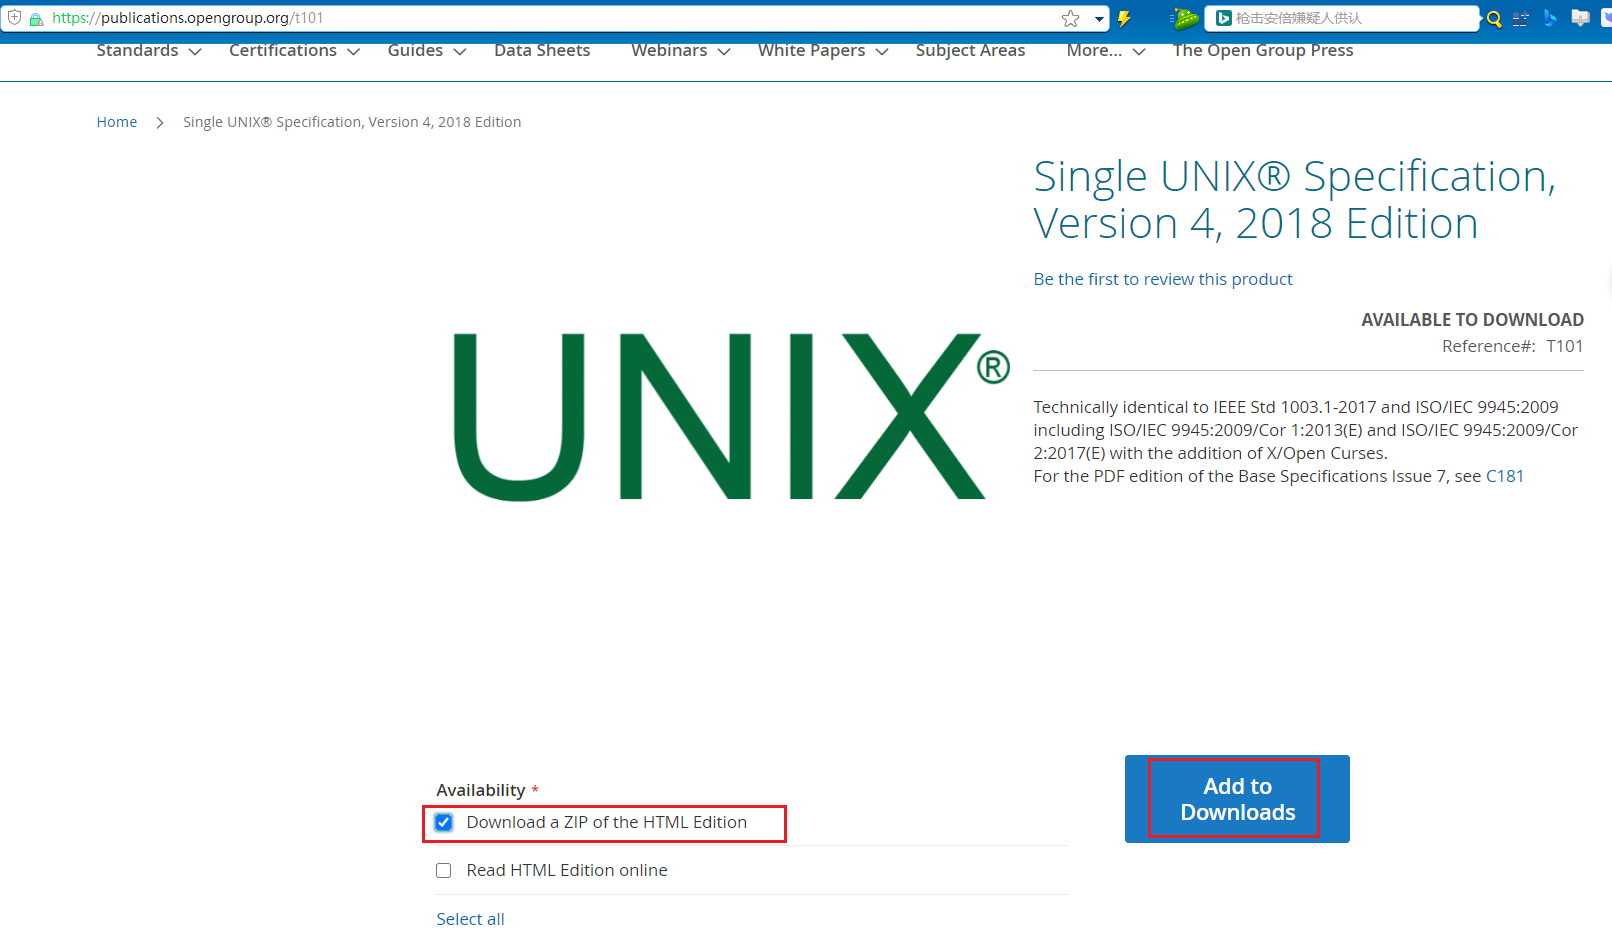 https://publications.opengroup.org/t101
枪击安倍嫌疑人供认
Standards Certifications Guides Data Sheets Webinars White Papers Subject Areas More... The Open Group Press
Home > Single UNIX® Specification, Version 4, 2018 Edition
Single UNIX® Specification,
Version 4, 2018 Edition
Be the first to review this product
AVAILABLE TO DOWNLOAD
Reference#: T101
UNIX®
Technically identical to IEEE Std 1003.1-2017 and ISO/IEC 9945:2009
including ISO/IEC 9945:2009/Cor 1:2013(E) and ISO/IEC 9945:2009/Cor
2:2017(E) with the addition of X/Open Curses.
For the PDF edition of the Base Specifications Issue 7, see C181
Availability *
Download a ZIP of the HTML Edition
Read HTML Edition online
Select all
Add to
Downloads